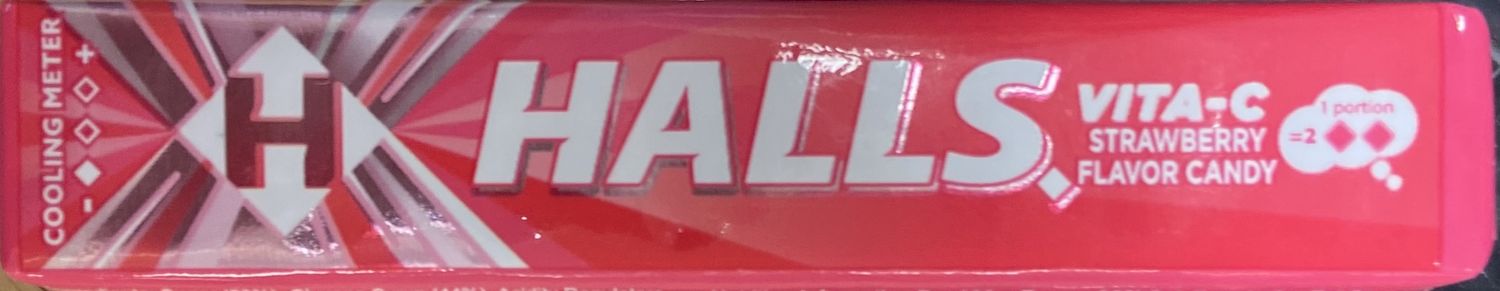 COOLING METER
- +
H
HALLS
VITA-C
STRAWBERRY
FLAVOR CANDY
1 portion
=2